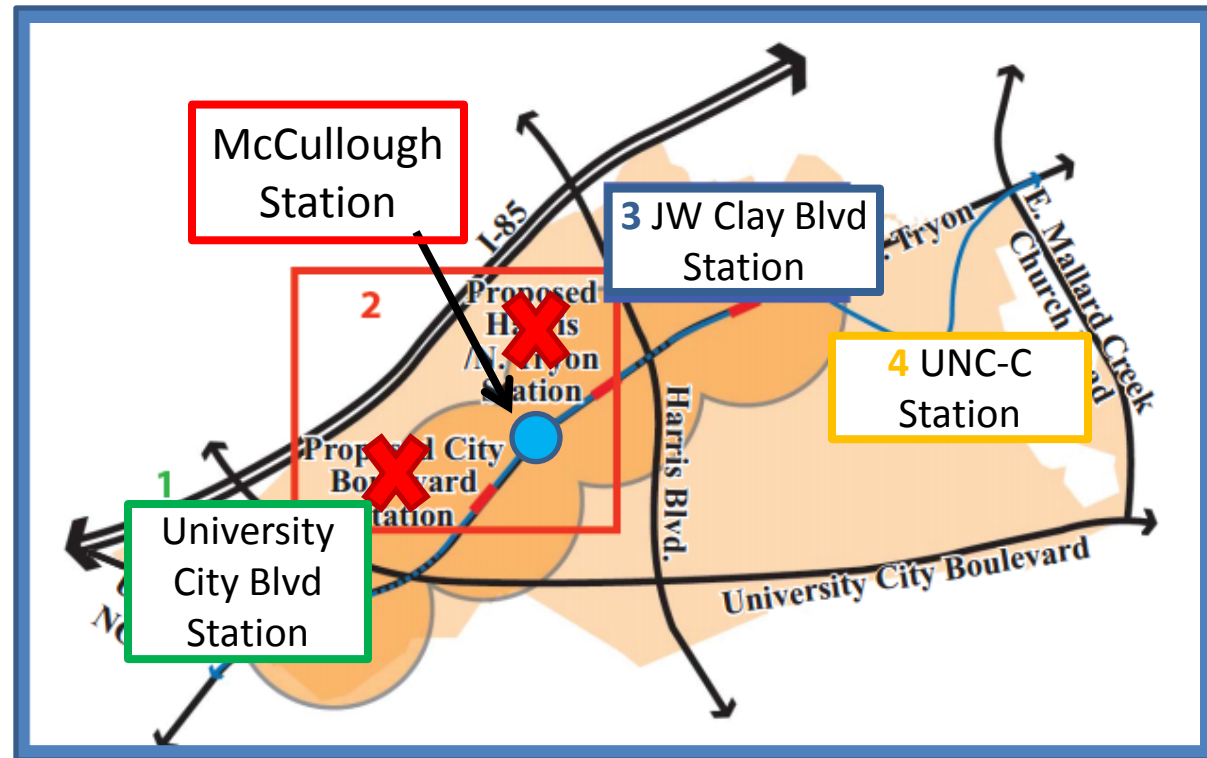 McCullough
Station
I-85
3 JW Clay Blvd
Station
Tryon
E. Mallard Creek
Church
2
Proposed
/N.
Station
4 UNC-C
Station
Harris Blvd.
City
1
University
City Blvd
Station
University City Boulevard